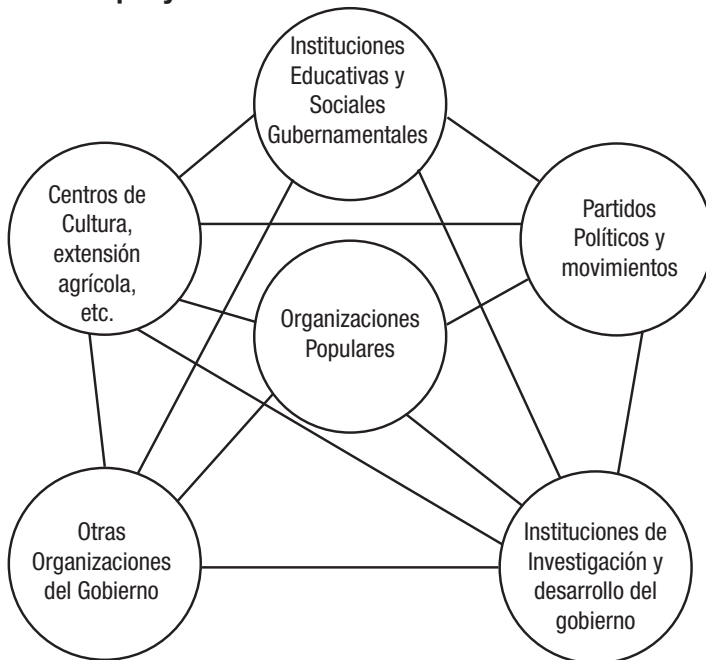 Instituciones
Educativas y
Sociales
Gubernamentales
Centros de
Cultura,
extensión
agrícola,
etc.
Partidos
Políticos y
movimientos
Organizaciones
Populares
Otras
Organizaciones
del Gobierno
Instituciones de
Investigación y
desarrollo del
gobierno